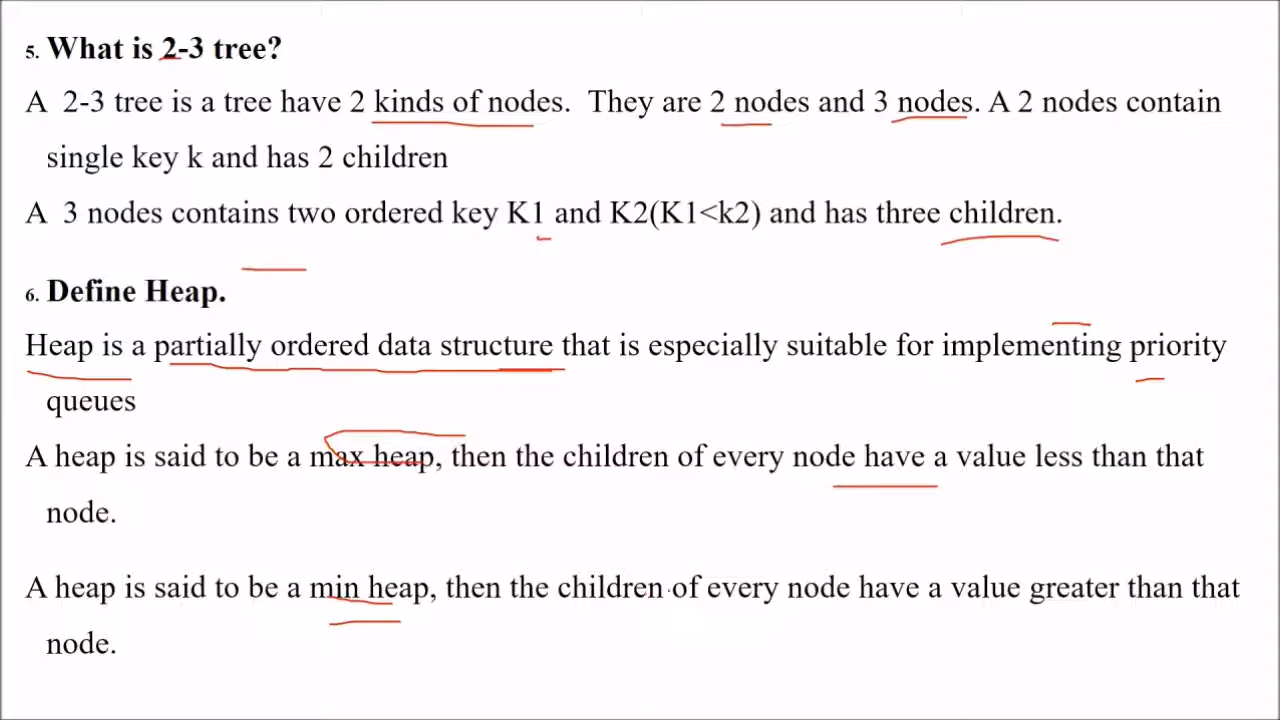 5. What is 2-3 tree?
A 2-3 tree is a tree have 2 kinds of nodes. They are 2 nodes and 3 nodes. A 2 nodes contain
single key k and has 2 children
A 3 nodes contains two ordered key K1 and K2(K1<k2) and has three children.
6. Define Heap.
Heap is a partially ordered data structure that is especially suitable for implementing priority
queues
A heap is said to be a max heap, then the children of every node have a value less than that
node.
A heap is said to be a min heap, then the children of every node have a value greater than that
node.